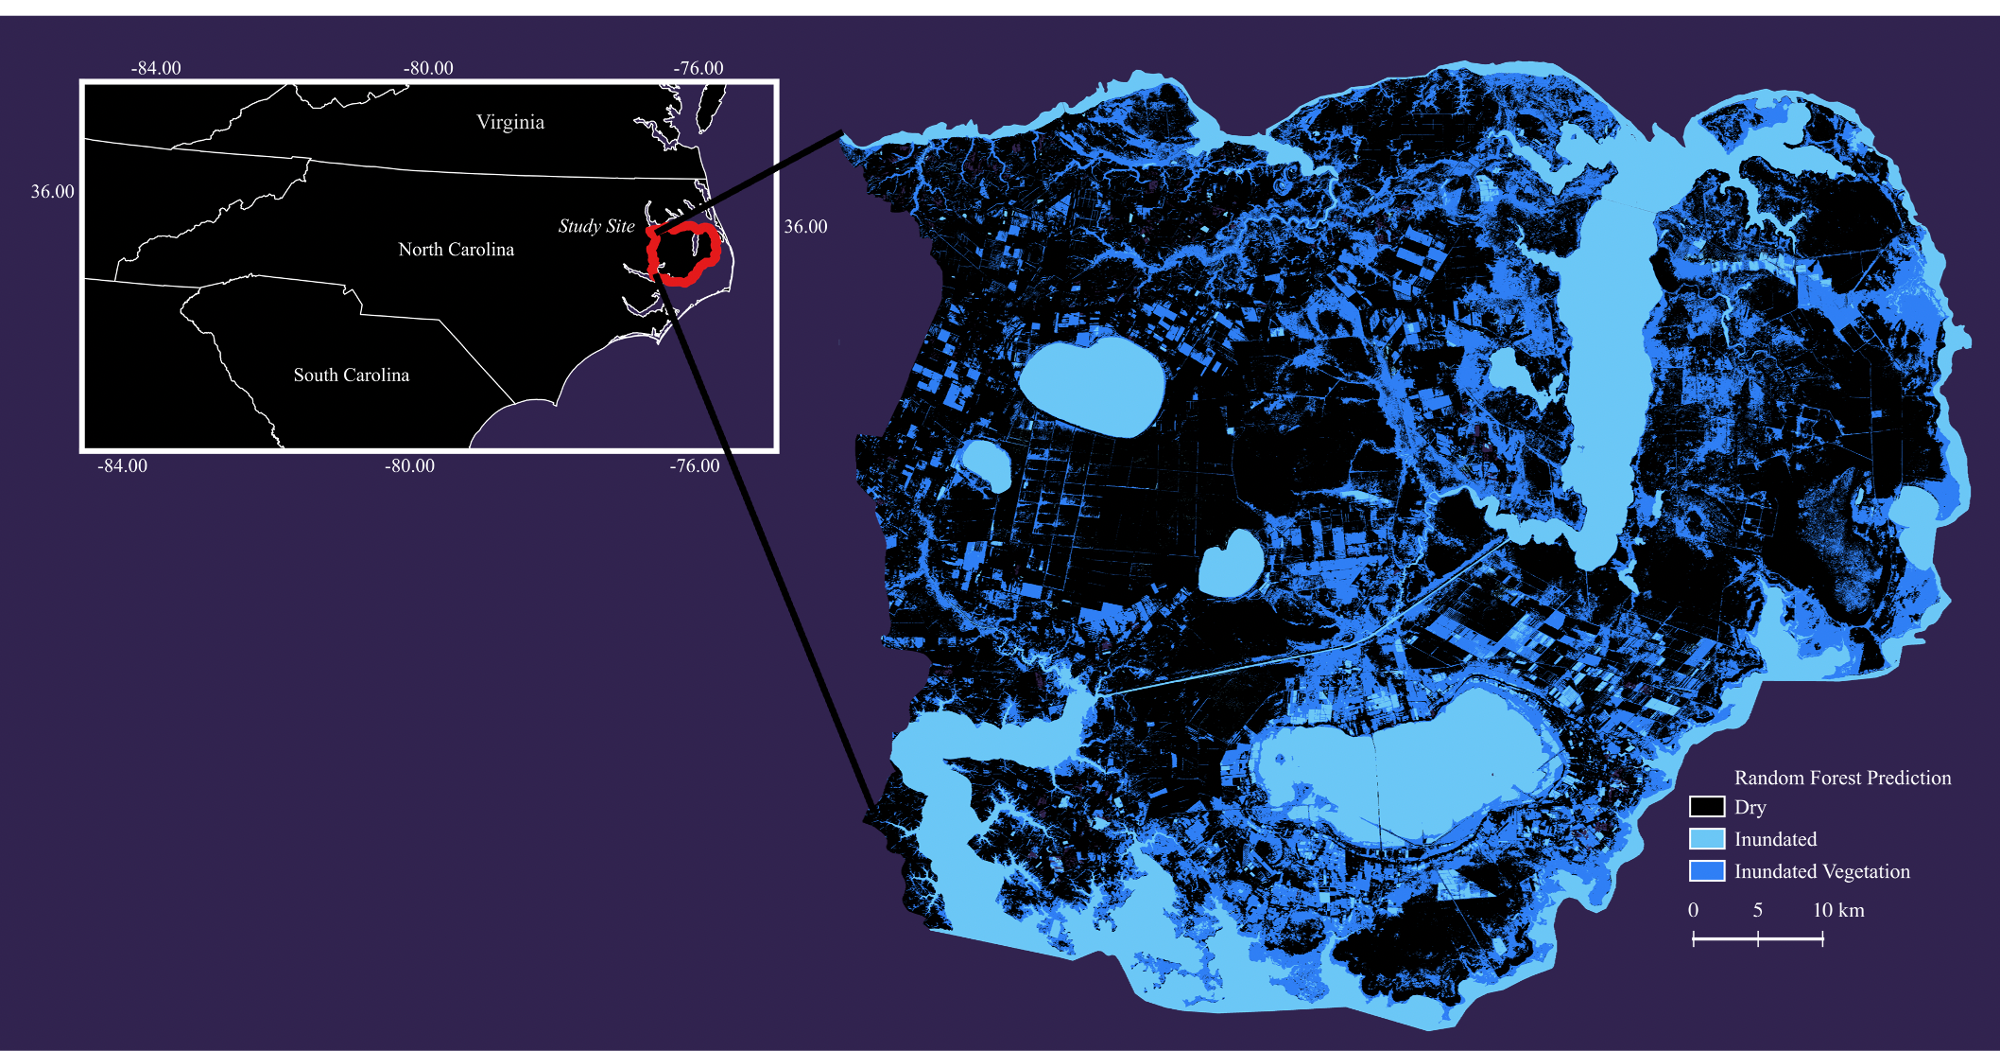 -84.00 -80.00 -76.00
Virginia
36.00
Study Site
36.00
North Carolina
South Carolina
-84.00 -80.00 -76.00
Random Forest Prediction
Dry
Inundated
Inundated Vegetation
0 5 10 km